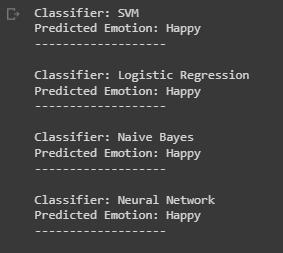 Classifier: SVM
Predicted Emotion: Happy
-------------------
Classifier: Logistic Regression
Predicted Emotion: Happy
-------------------
Classifier: Naive Bayes
Predicted Emotion: Happy
-------------------
Classifier: Neural Network
Predicted Emotion: Happy
-------------------